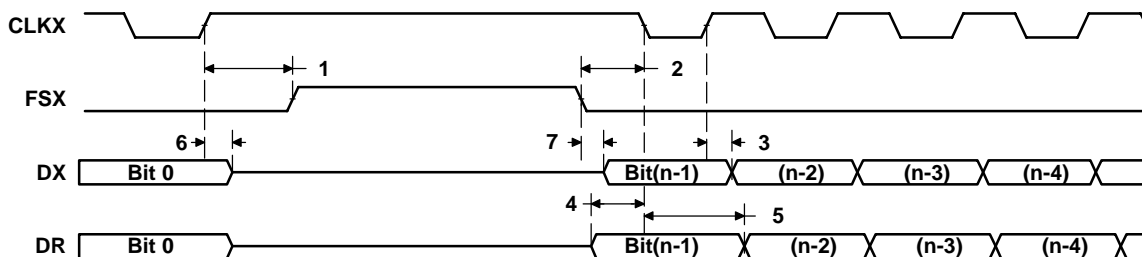 CLKX
1
2
FSX
6
7
3
DX
Bit 0
Bit(n-1)
(n-2)
(n-3)
(n-4)
4
5
DR
Bit 0
Bit(n-1)
(n-2)
(n-3)
(n-4)